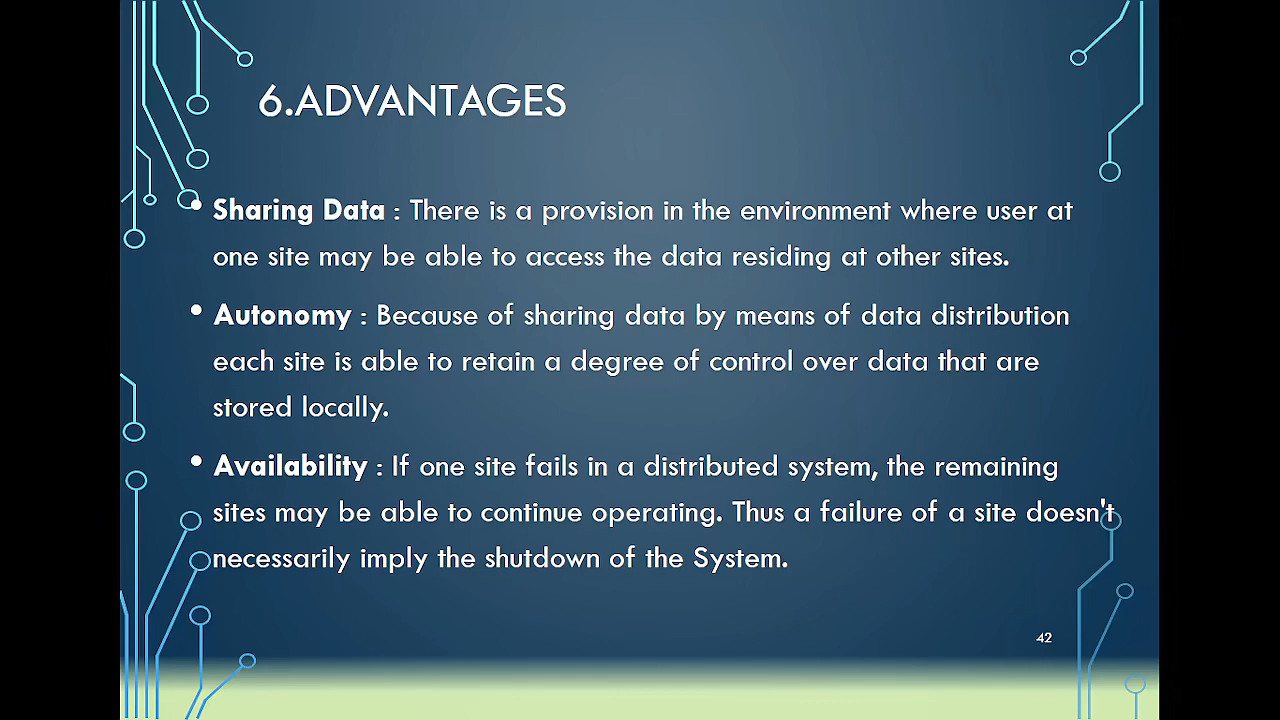 6.ADVANTAGES
• Sharing Data : There is a provision in the environment where user at
one site may be able to access the data residing at other sites.
• Autonomy : Because of sharing data by means of data distribution
each site is able to retain a degree of control over data that are
stored locally.
• Availability : If one site fails in a distributed system, the remaining
sites may be able to continue operating. Thus a failure of a site doesn't
necessarily imply the shutdown of the System.
42